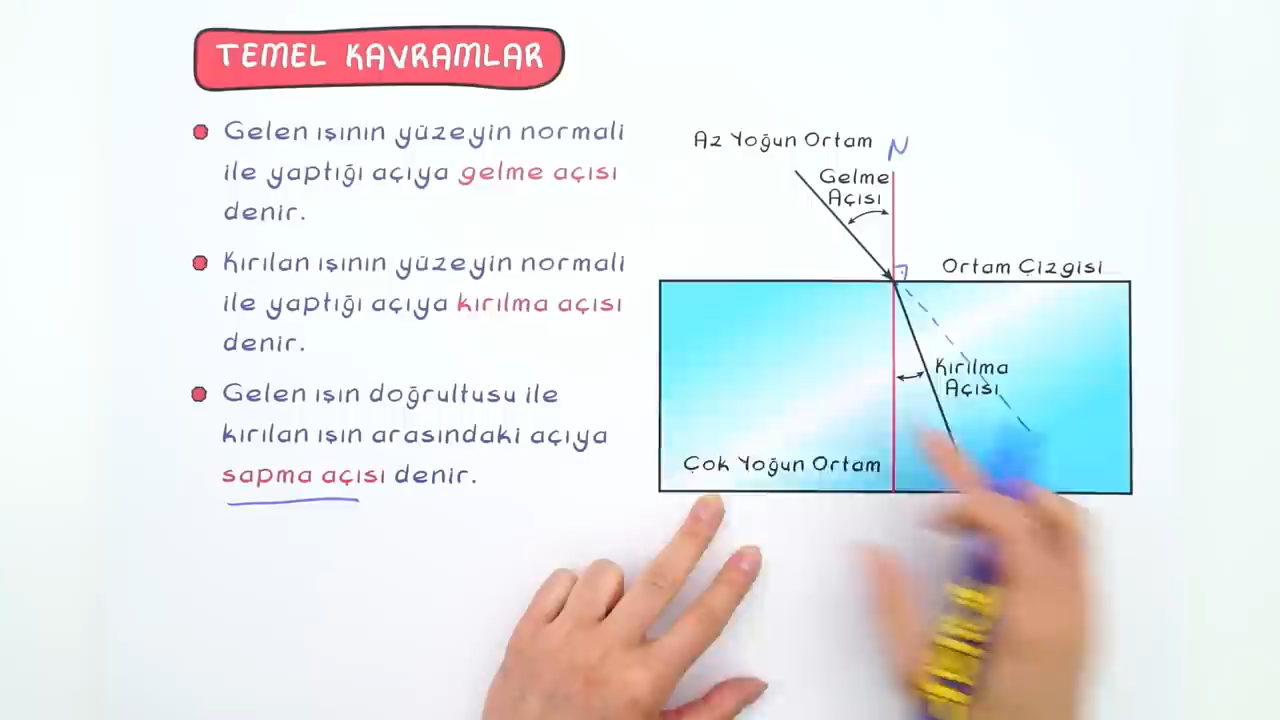 TEMEL KAVRAMLAR
Gelen ışının yüzeyin normali
ile yaptığı açıya gelme açısı
denir.
Kırılan ışının yüzeyin normali
ile yaptığı açıya kırılma açısı
denir.
Gelen ışın doğrultusu ile
kırılan ışın arasındaki açıya
sapma açısı denir.
Az Yoğun Ortam
N
Gelme
Açısı
Ortam Çizgisi
Kırılma
Açısı
Çok Yoğun Ortam